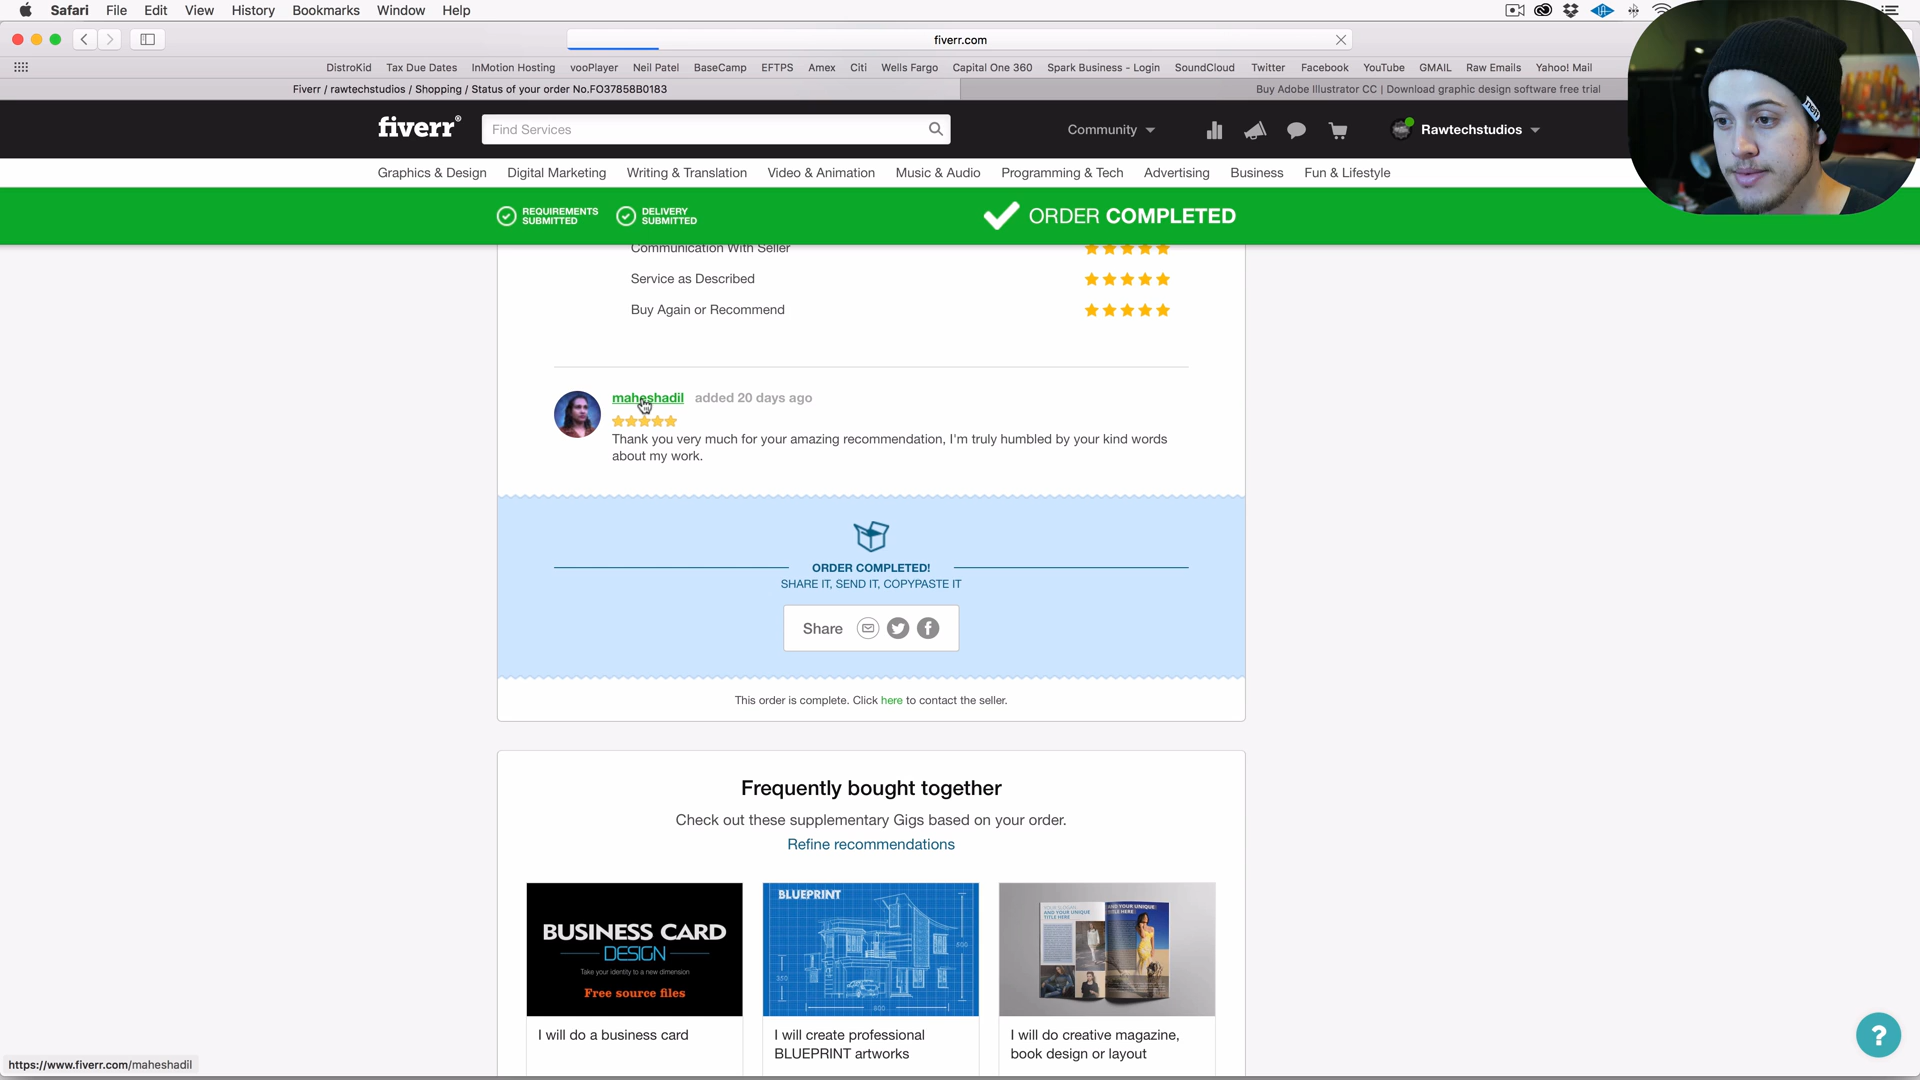 Safari File Edit View History Bookmarks Window Help
fiverr.com
DistroKid Tax Due Dates InMotion Hosting vooPlayer Neil Patel BaseCamp EFTPS Amex Citi Wells Fargo Capital One 360 Spark Business - Login SoundCloud Twitter Facebook YouTube GMAIL Raw Emails Yahoo! Mail
Fiverr / rawtechstudios / Shopping / Status of your order No.FO37858B0183
Buy Adobe Illustrator CC | Download graphic design software free trial
fiverr®
Find Services
Community
Rawtechstudios
Graphics & Design Digital Marketing Writing & Translation Video & Animation Music & Audio Programming & Tech Advertising Business Fun & Lifestyle
REQUIREMENTS
SUBMITTED
DELIVERY
SUBMITTED
ORDER COMPLETED
Communication With Seller
Service as Described
Buy Again or Recommend
maheshadil added 20 days ago
Thank you very much for your amazing recommendation, I'm truly humbled by your kind words
about my work.
ORDER COMPLETED!
SHARE IT, SEND IT, COPYPASTE IT
Share
This order is complete. Click here to contact the seller.
Frequently bought together
Check out these supplementary Gigs based on your order.
Refine recommendations
BUSINESS CARD
DESIGN
Take your identity to a new dimension
Free source files
BLUEPRINT
I will do a business card
I will create professional
BLUEPRINT artworks
I will do creative magazine,
book design or layout
?
https://www.fiverr.com/maheshadil